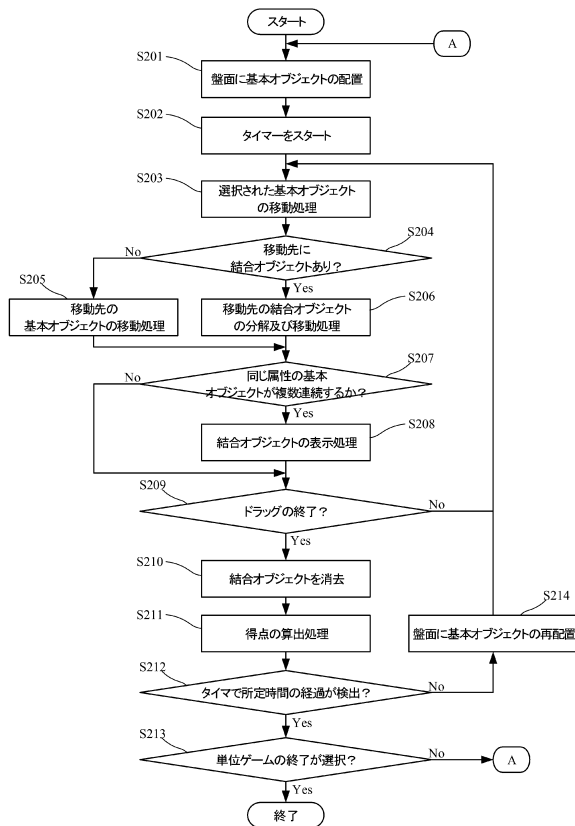 スタート
A
S201
盤面に基本オブジェクトの配置
S202
タイマーをスタート
S203
選択された基本オブジェクト
の移動処理
S204
移動先に
結合オブジェクトあり？
No
Yes
S205
移動先の
基本オブジェクトの移動処理
S206
移動先の結合オブジェクト
の分解及び移動処理
S207
同じ属性の基本
オブジェクトが複数連続するか？
No
Yes
S208
結合オブジェクトの表示処理
S209
ドラッグの終了？
No
Yes
S210
結合オブジェクトを消去
S211
得点の算出処理
S214
盤面に基本オブジェクトの再配置
S212
タイマで所定時間の経過が検出？
No
Yes
S213
単位ゲームの終了が選択？
No
A
Yes
終了